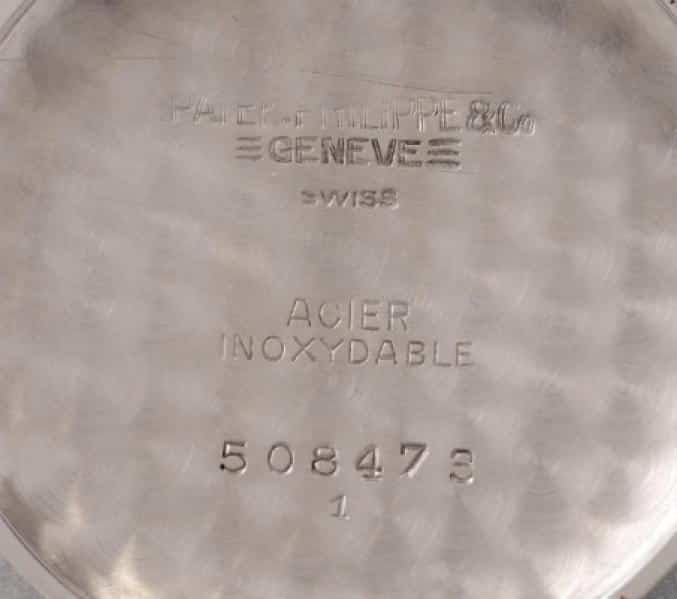 PATEK PHILIPPE & Co
GENEVE
SWISS
ACIER
INOXYDABLE
508473
1